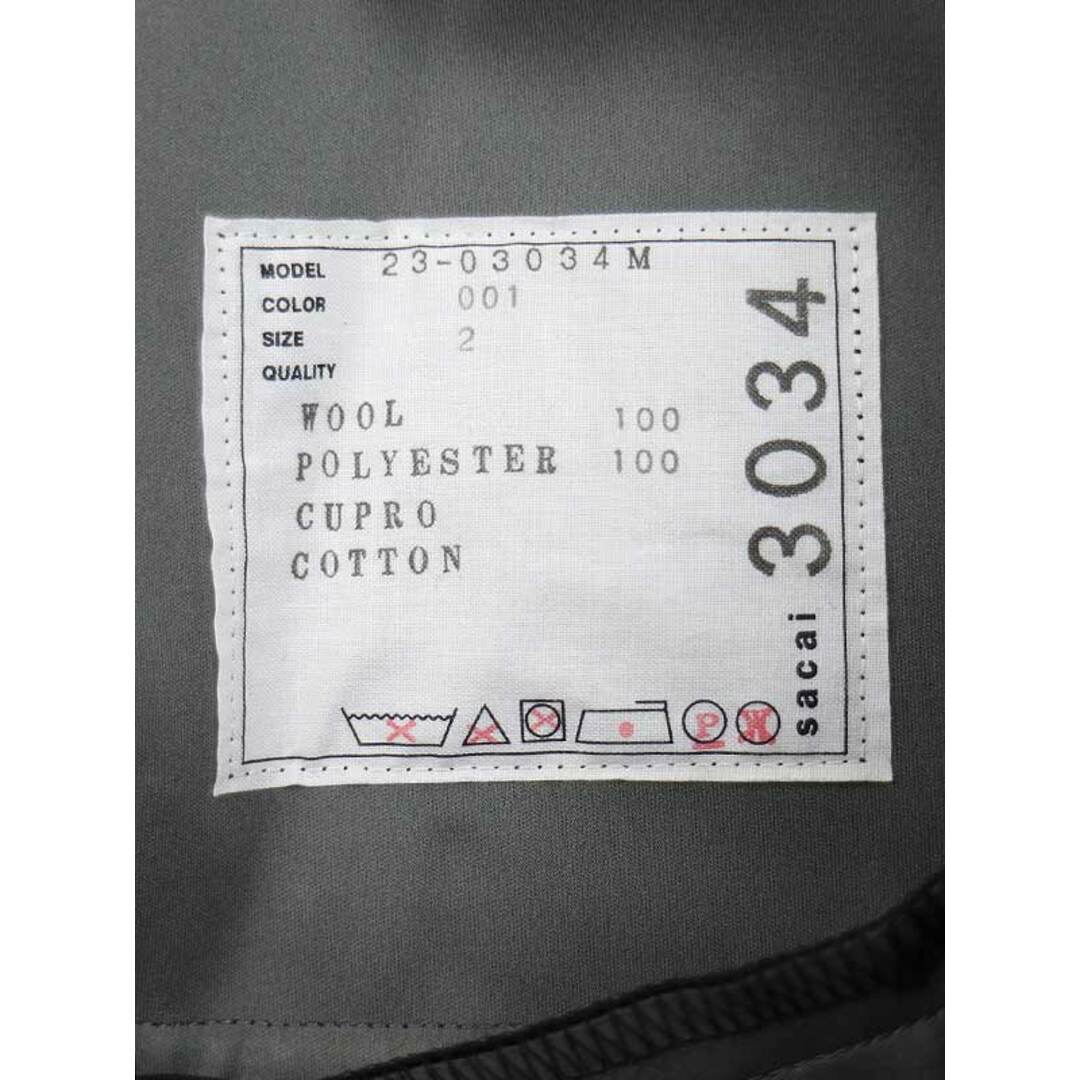 MODEL 23-03034M
COLOR 001
SIZE 2
QUALITY
WOOL 100
POLYESTER 100
CUPRO
COTTON
P
W
sacai 3034